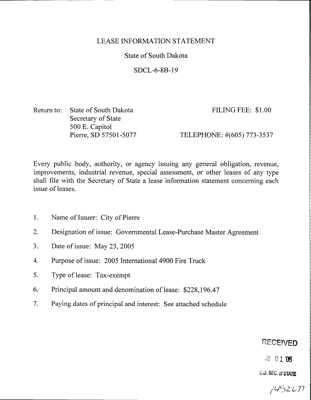 LEASE INFORMATION STATEMENT
State of South Dakota
SDCL-6-8B-19
Return to: State of South Dakota FILING FEE: $1.00
Secretary of State
500 E. Capitol
Pierre, SD 57501-5077 TELEPHONE: #(605) 773-3537
Every public body, authority, or agency issuing any general obligation, revenue,
improvements, industrial revenue, special assessment, or other leases of any type
shall file with the Secretary of State a lease information statement concerning each
issue of leases.
1. Name of Issuer: City of Pierre
2. Designation of issue: Governmental Lease-Purchase Master Agreement
3. Date of issue: May 23, 2005
4. Purpose of issue: 2005 International 4900 Fire Truck
5. Type of lease: Tax-exempt
6. Principal amount and denomination of lease: $228,196.47
7. Paying dates of principal and interest: See attached schedule
RECEIVED
01
SEC. of STATE